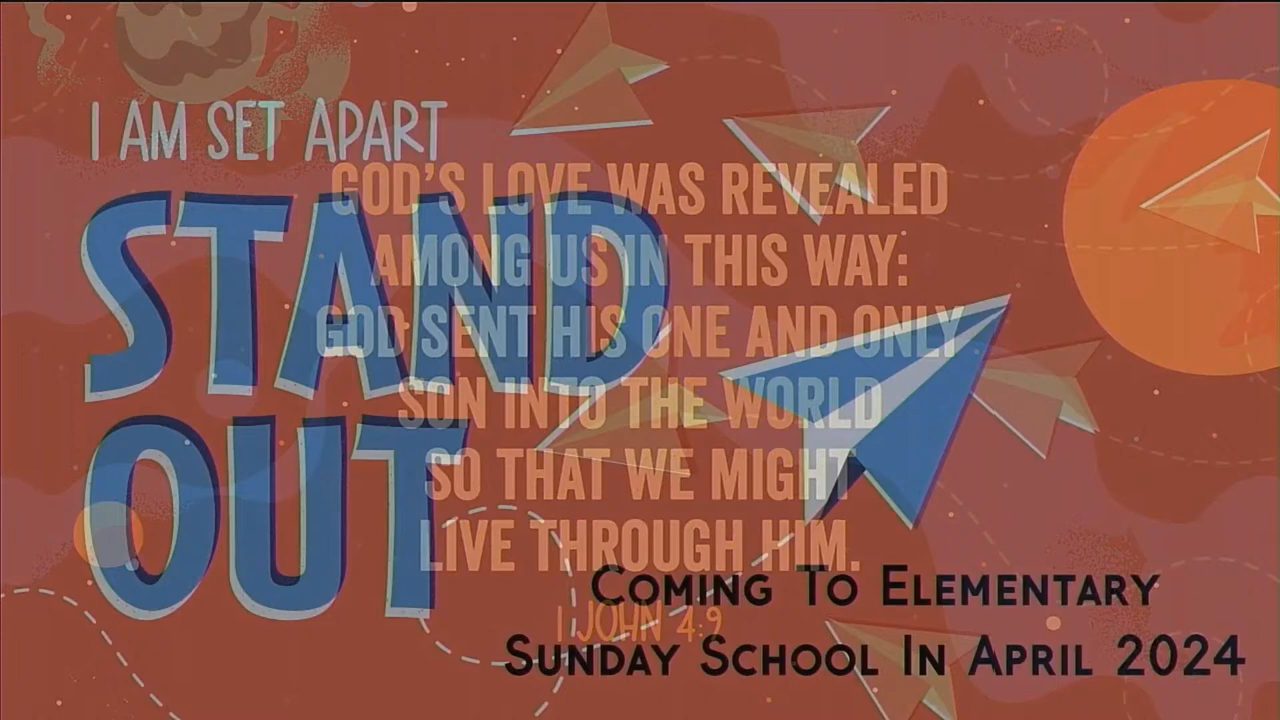 I AM SET APART
STAND
OUT
GOD'S LOVE WAS REVEALED
AMONG US IN THIS WAY:
GOD SENT HIS ONE AND ONLY
SON INTO THE WORLD
SO THAT WE MIGHT
LIVE THROUGH HIM.
1 JOHN 4:9
COMING TO ELEMENTARY
SUNDAY SCHOOL IN APRIL 2024